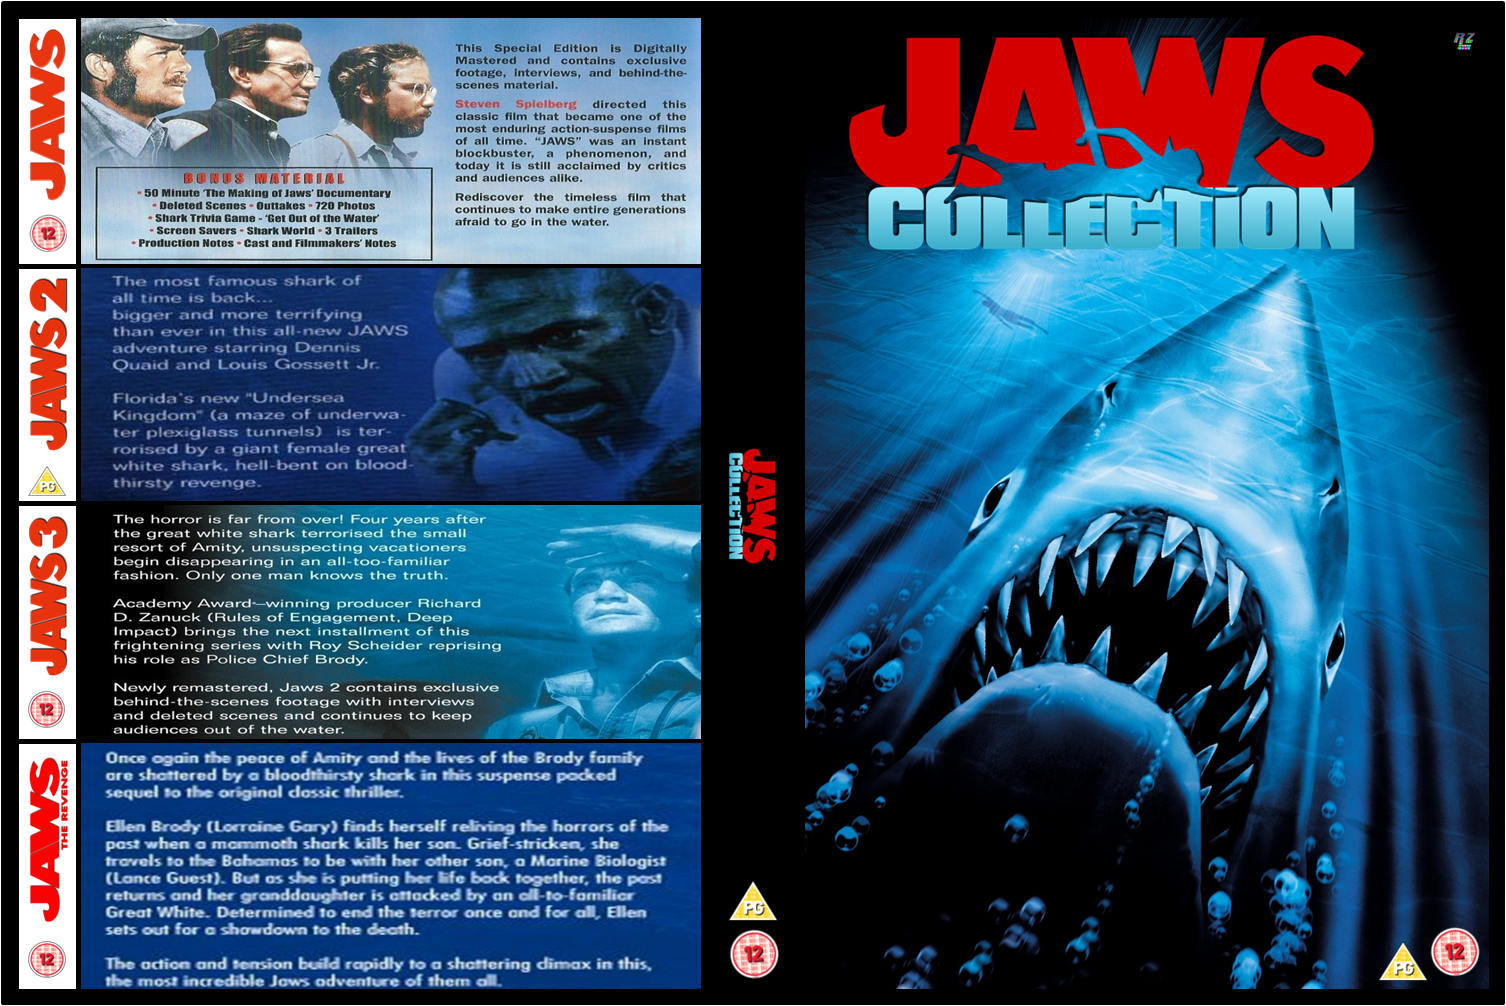 JAWS
12
This Special Edition is Digitally
Mastered and contains exclusive
footage, interviews, and behind-the-
scenes material.
Steven Spielberg directed this
classic film that became one of the
most enduring action-suspense films
of all time. “JAWS” was an instant
blockbuster, a phenomenon, and
today it is still acclaimed by critics
and audiences alike.
Rediscover the timeless film that
continues to make entire generations
afraid to go in the water.
BONUS MATERIAL
• 50 Minute ‘The Making of Jaws’ Documentary
• Deleted Scenes • Outtakes • 720 Photos
• Shark Trivia Game - ‘Get Out of the Water’
• Screen Savers • Shark World • 3 Trailers
• Production Notes • Cast and Filmmakers’ Notes
JAWS 2
PG
The most famous shark of
all time is back...
bigger and more terrifying
than ever in this all-new JAWS
adventure starring Dennis
Quaid and Louis Gossett Jr.
Florida's new "Undersea
Kingdom" (a maze of underwa-
ter plexiglass tunnels) is ter-
rorised by a giant female great
white shark, hell-bent on blood-
thirsty revenge.
JAWS 3
12
The horror is far from over! Four years after
the great white shark terrorised the small
resort of Amity, unsuspecting vacationers
begin disappearing in an all-too-familiar
fashion. Only one man knows the truth.
Academy Award-winning producer Richard
D. Zanuck (Rules of Engagement, Deep
Impact) brings the next installment of this
frightening series with Roy Scheider reprising
his role as Police Chief Brody.
Newly remastered, Jaws 2 contains exclusive
behind-the-scenes footage with interviews
and deleted scenes and continues to keep
audiences out of the water.
JAWS
THE REVENGE
12
Once again the peace of Amity and the lives of the Brody family
are shattered by a bloodthirsty shark in this suspense packed
sequel to the original classic thriller.
Ellen Brody (Lorraine Gary) finds herself reliving the horrors of the
past when a mammoth shark kills her son. Grief-stricken, she
travels to the Bahamas to be with her other son, a Marine Biologist
(Lance Guest). But as she is putting her life back together, the past
returns and her granddaughter is attacked by an all-to-familiar
Great White. Determined to end the terror once and for all, Ellen
sets out for a showdown to the death.
The action and tension build rapidly to a shattering climax in this,
the most incredible Jaws adventure of them all.
JAWS
COLLECTION
PG
12
JAWS
COLLECTION
RZ
PG
12